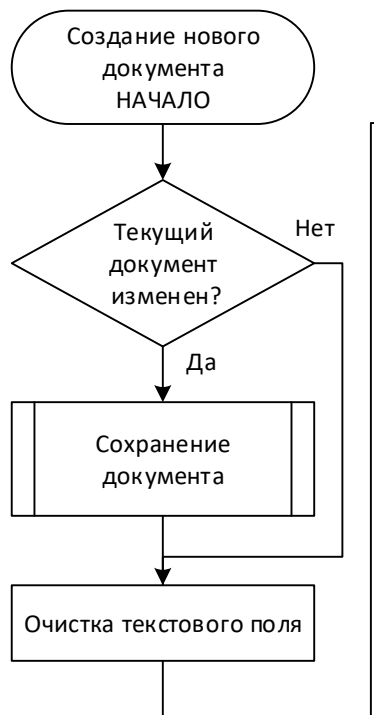 Создание нового
документа
НАЧАЛО
Текущий
документ
изменен?
Нет
Да
Сохранение
документа
Очистка текстового поля